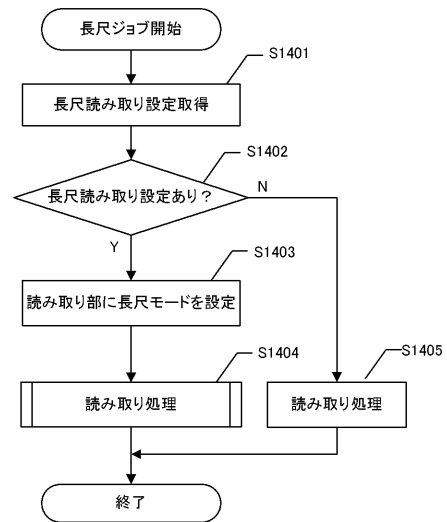 長尺ジョブ開始
S1401
長尺読み取り設定取得
S1402
長尺読み取り設定あり？
N
Y
S1403
読み取り部に長尺モードを設定
S1404
S1405
読み取り処理
読み取り処理
終了